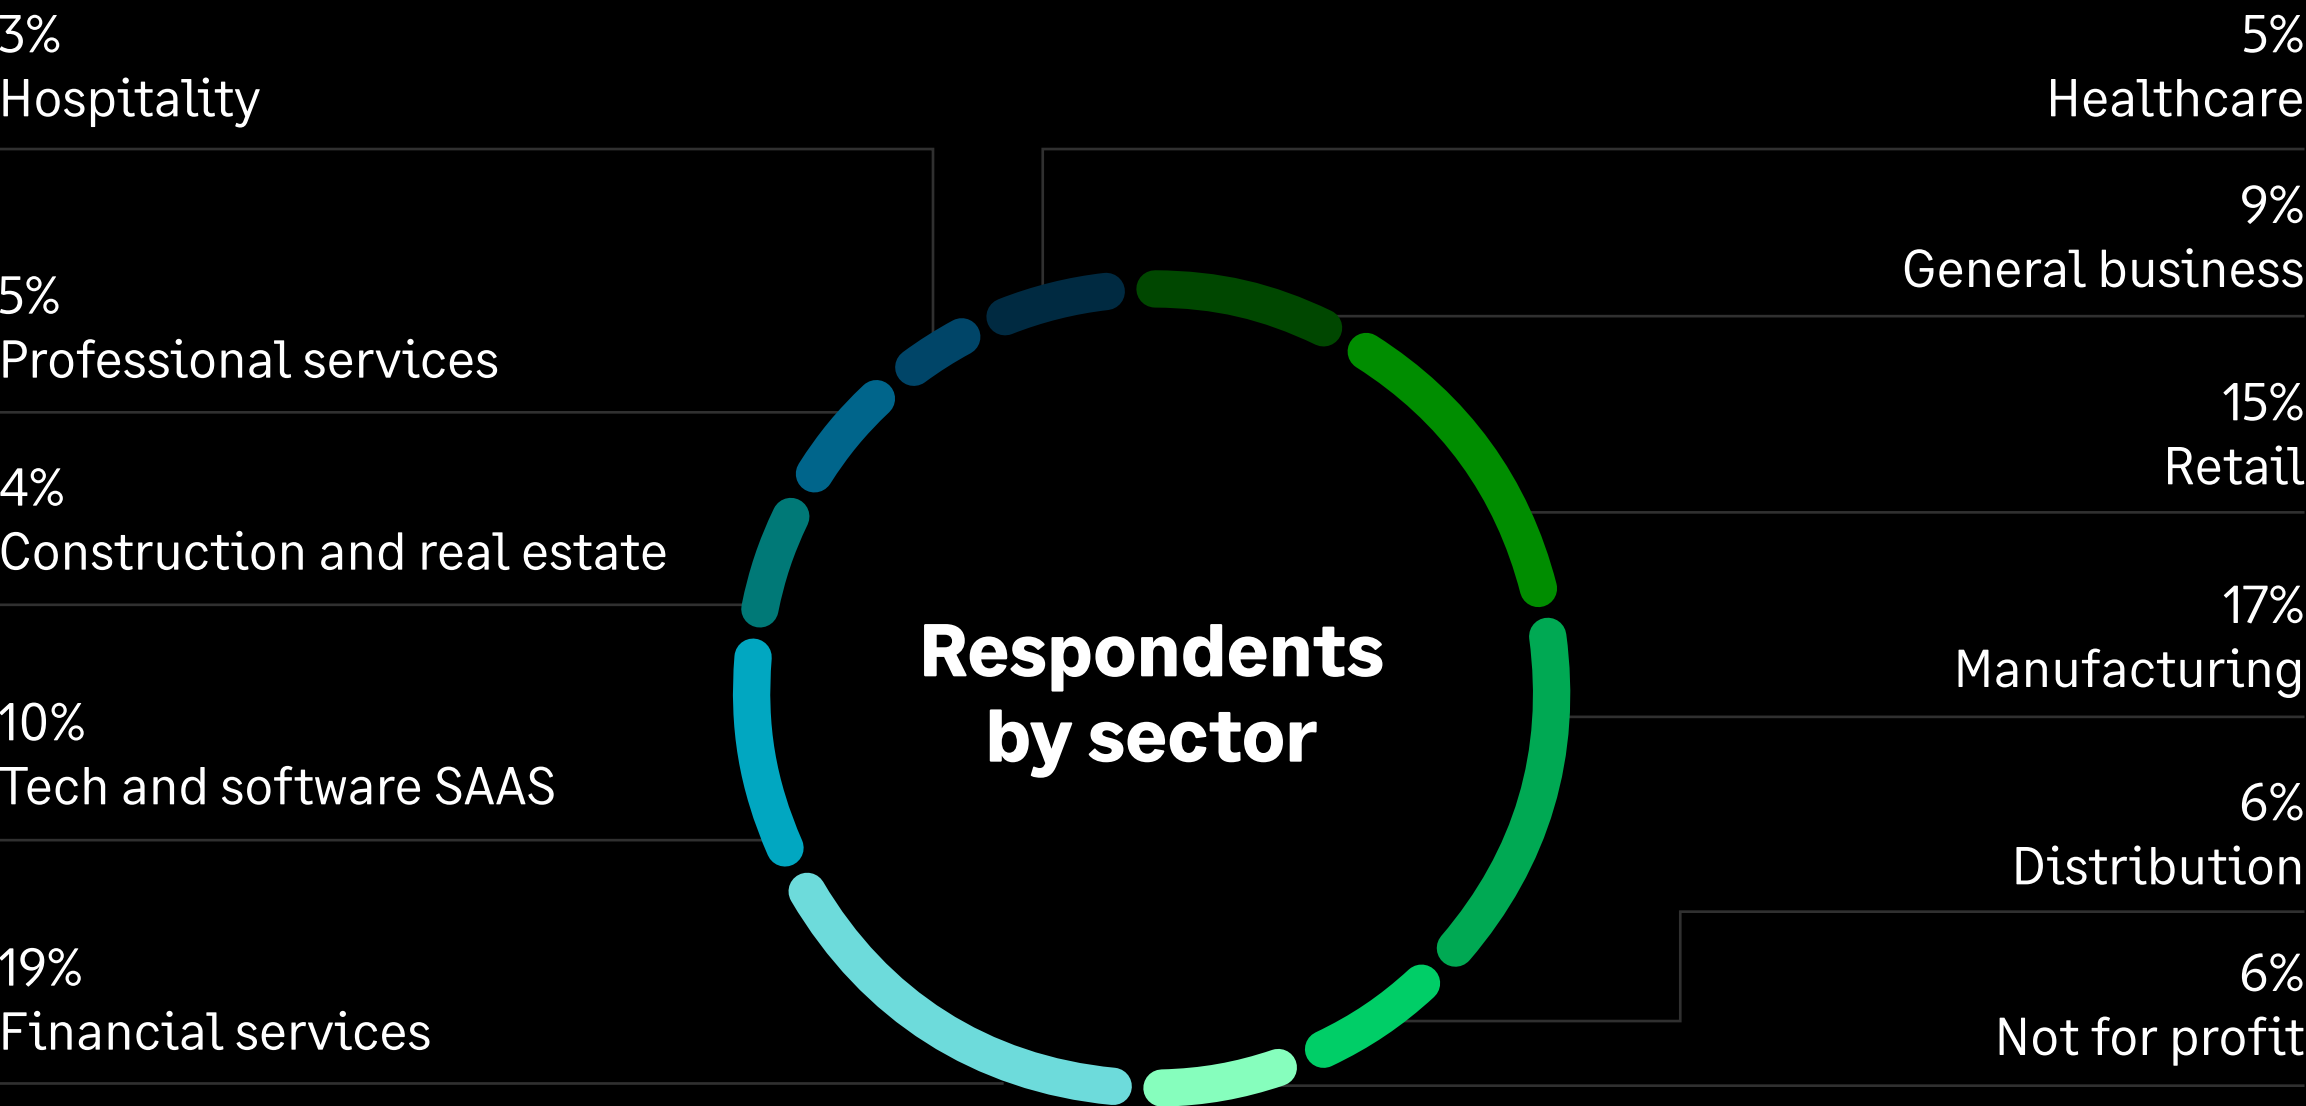 3%
Hospitality
5%
Professional services
4%
Construction and real estate
10%
Tech and software SAAS
19%
Financial services
Respondents
by sector
5%
Healthcare
9%
General business
15%
Retail
17%
Manufacturing
6%
Distribution
6%
Not for profit